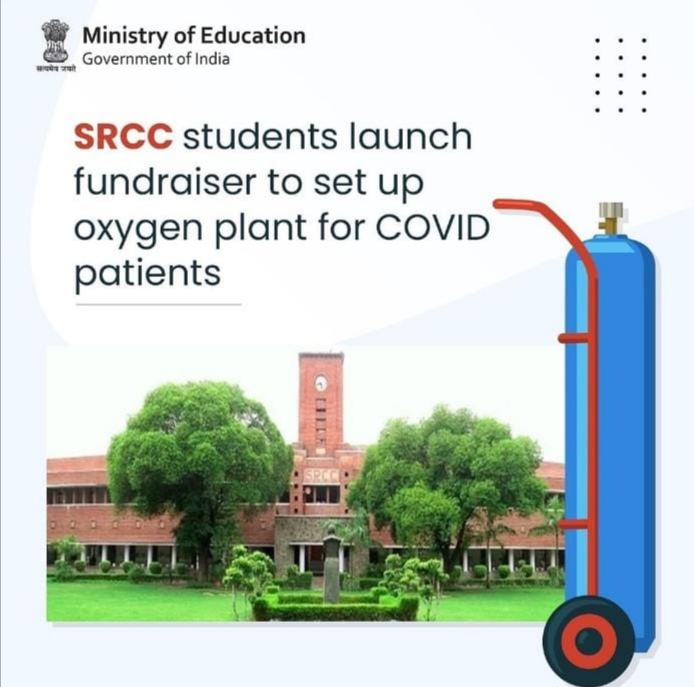 Ministry of Education
Government of India
सत्यमेव जयते
SRCC students launch
fundraiser to set up
oxygen plant for COVID
patients
SRCC